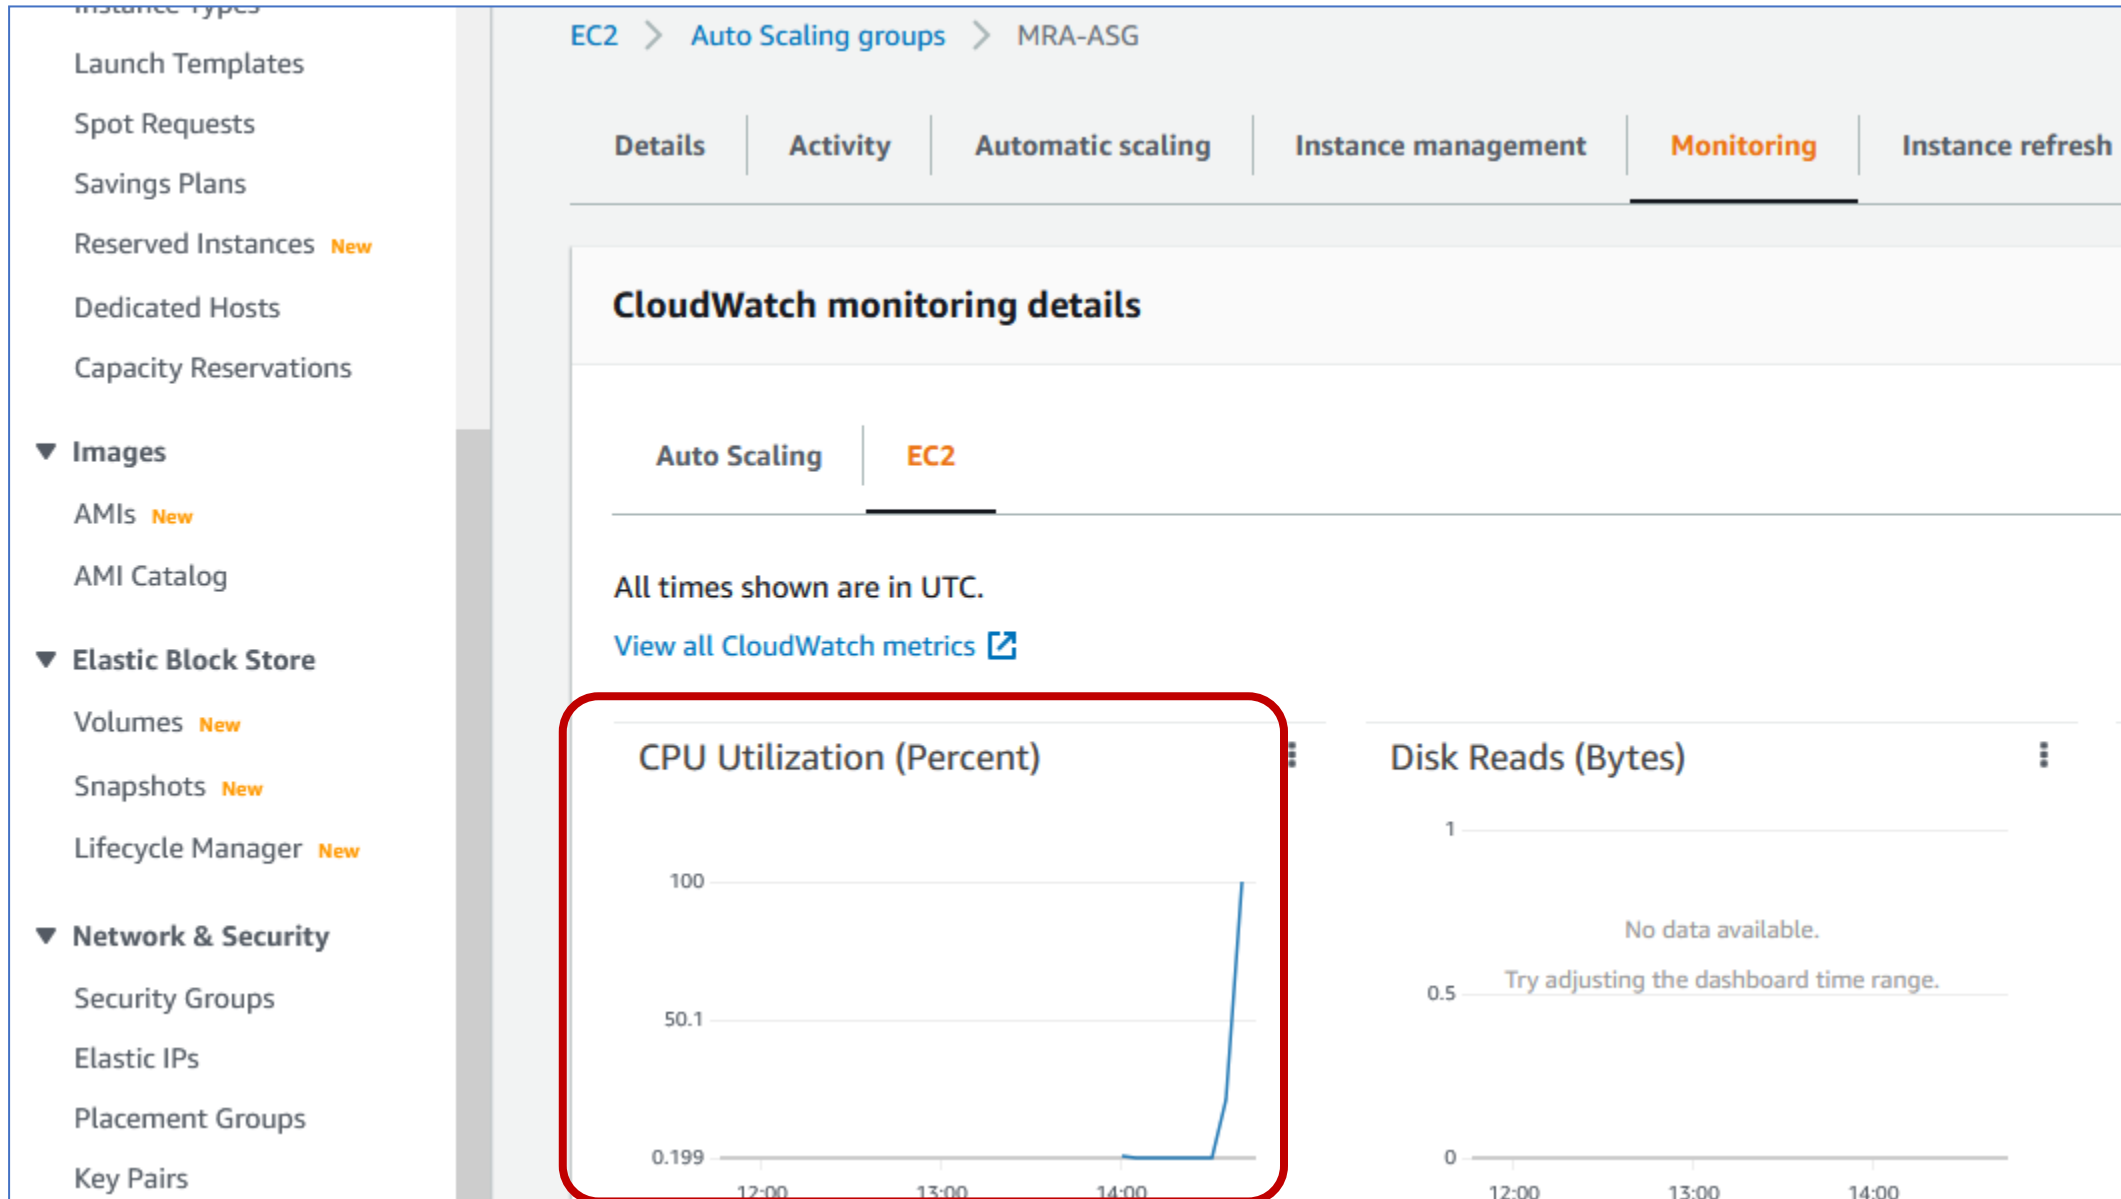 Instance Types
Launch Templates
Spot Requests
Savings Plans
Reserved Instances New
Dedicated Hosts
Capacity Reservations
Images
AMIs New
AMI Catalog
Elastic Block Store
Volumes New
Snapshots New
Lifecycle Manager New
Network & Security
Security Groups
Elastic IPs
Placement Groups
Key Pairs
EC2 > Auto Scaling groups > MRA-ASG
Details Activity Automatic scaling Instance management Monitoring Instance refresh
CloudWatch monitoring details
Auto Scaling EC2
All times shown are in UTC.
View all CloudWatch metrics
CPU Utilization (Percent)
100
50.1
0.199
12:00 13:00 14:00
Disk Reads (Bytes)
1
No data available.
Try adjusting the dashboard time range.
0.5
0
12:00 13:00 14:00